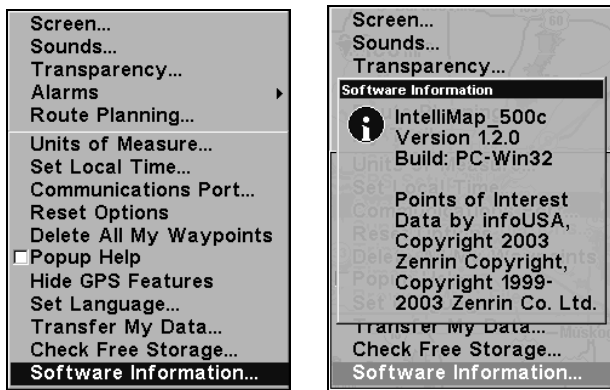 Screen...
Sounds...
Transparency...
Alarms
Route Planning...
Units of Measure...
Set Local Time...
Communications Port...
Reset Options
Delete All My Waypoints
Popup Help
Hide GPS Features
Set Language...
Transfer My Data...
Check Free Storage...
Software Information...
Screen...
Sounds...
Transparency...
Software Information
IntelliMap_500c
Version 1.2.0
Build: PC-Win32
Points of Interest
Data by infoUSA,
Copyright 2003
Zenrin Copyright,
Copyright 1999-
2003 Zenrin Co. Ltd.
Transfer My Data...
Check Free Storage...
Software Information...